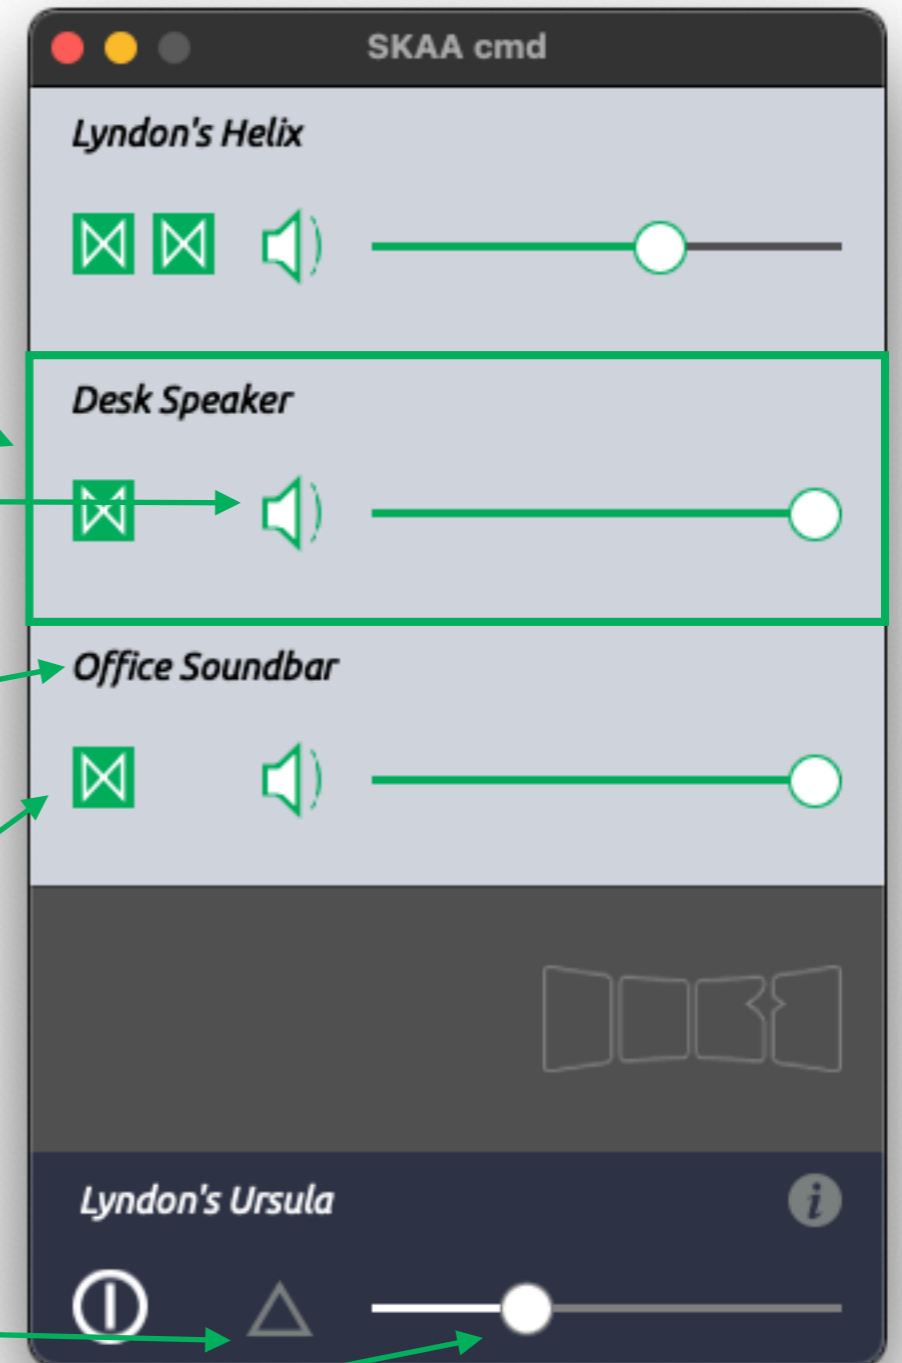 SKAA cmd
Lyndon's Helix
Desk Speaker
Office Soundbar
Lyndon's Ursula
i